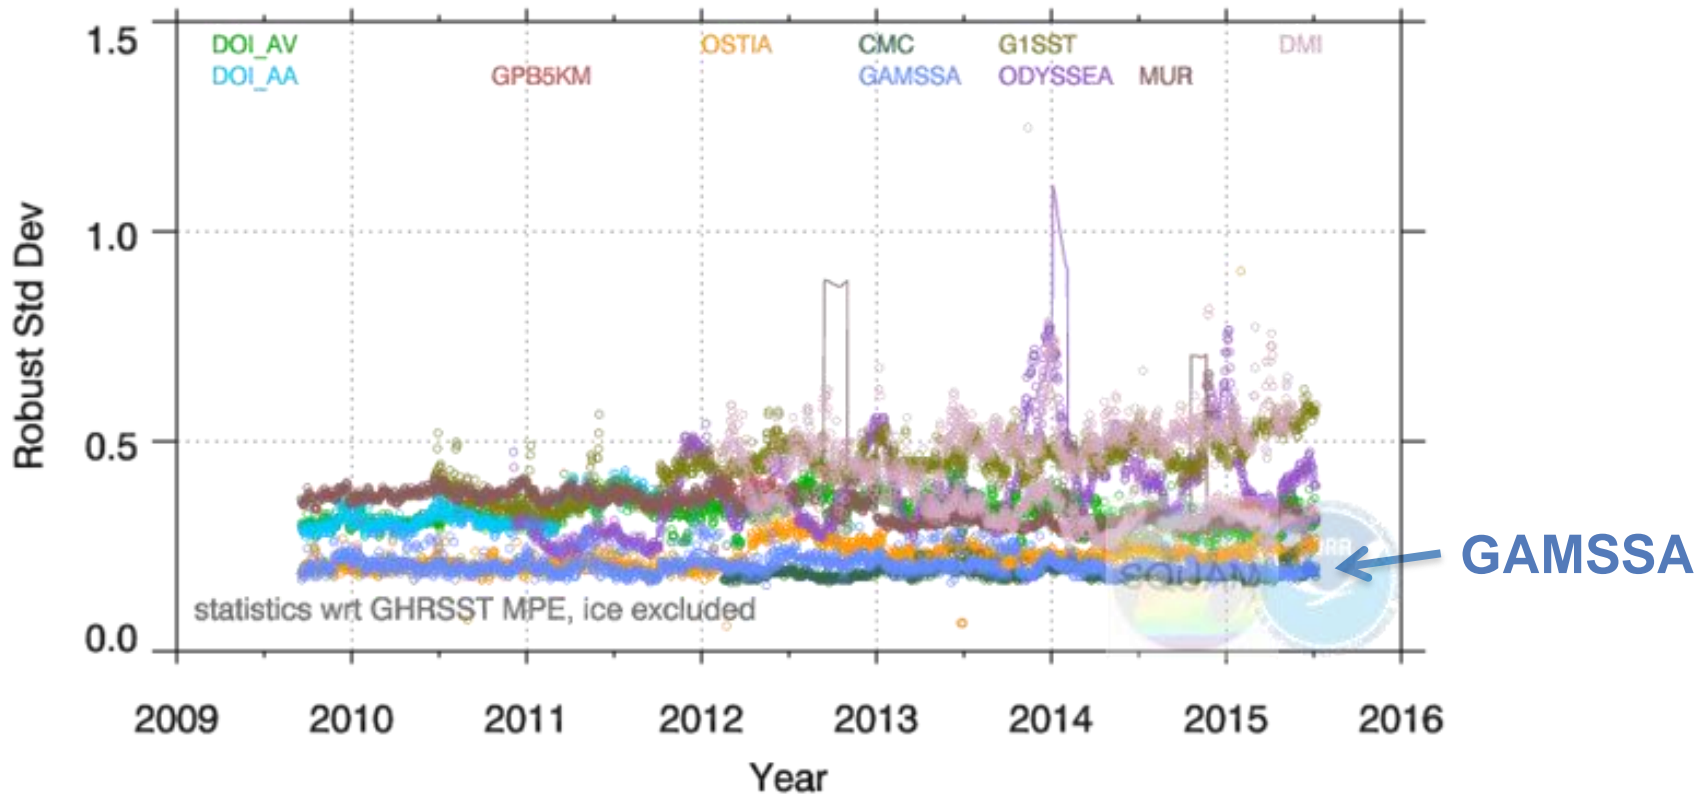 1.5
DOI_AV OSTIA CMC G1SST DMI
DOI_AA GPB5KM GAMSSA ODYSSEA MUR
1.0
Robust Std Dev
0.5
GAMSSA
SQUAM
statistics wrt GHRSST MPE, ice excluded
0.0
2009 2010 2011 2012 2013 2014 2015 2016
Year